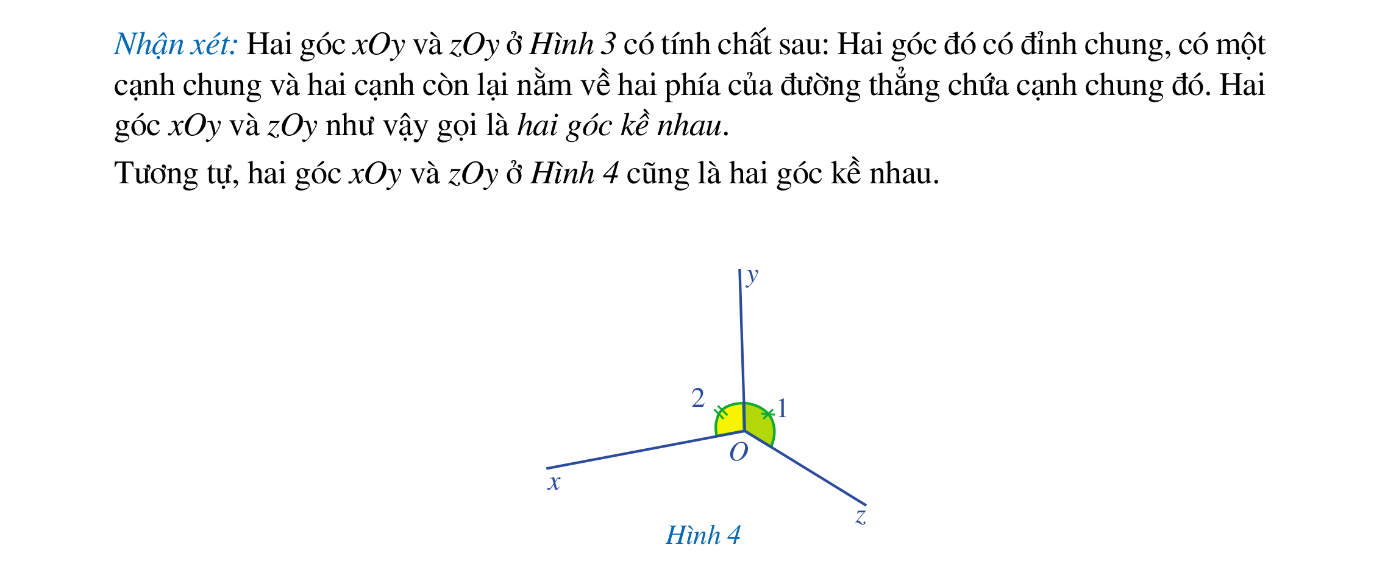 Nhận xét: Hai góc xOy và zOy ở Hình 3 có tính chất sau: Hai góc đó có đỉnh chung, có một
cạnh chung và hai cạnh còn lại nằm về hai phía của đường thẳng chứa cạnh chung đó. Hai
góc xOy và zOy như vậy gọi là hai góc kề nhau.
Tương tự, hai góc xOy và zOy ở Hình 4 cũng là hai góc kề nhau.
y
2
1
O
x
z
Hình 4